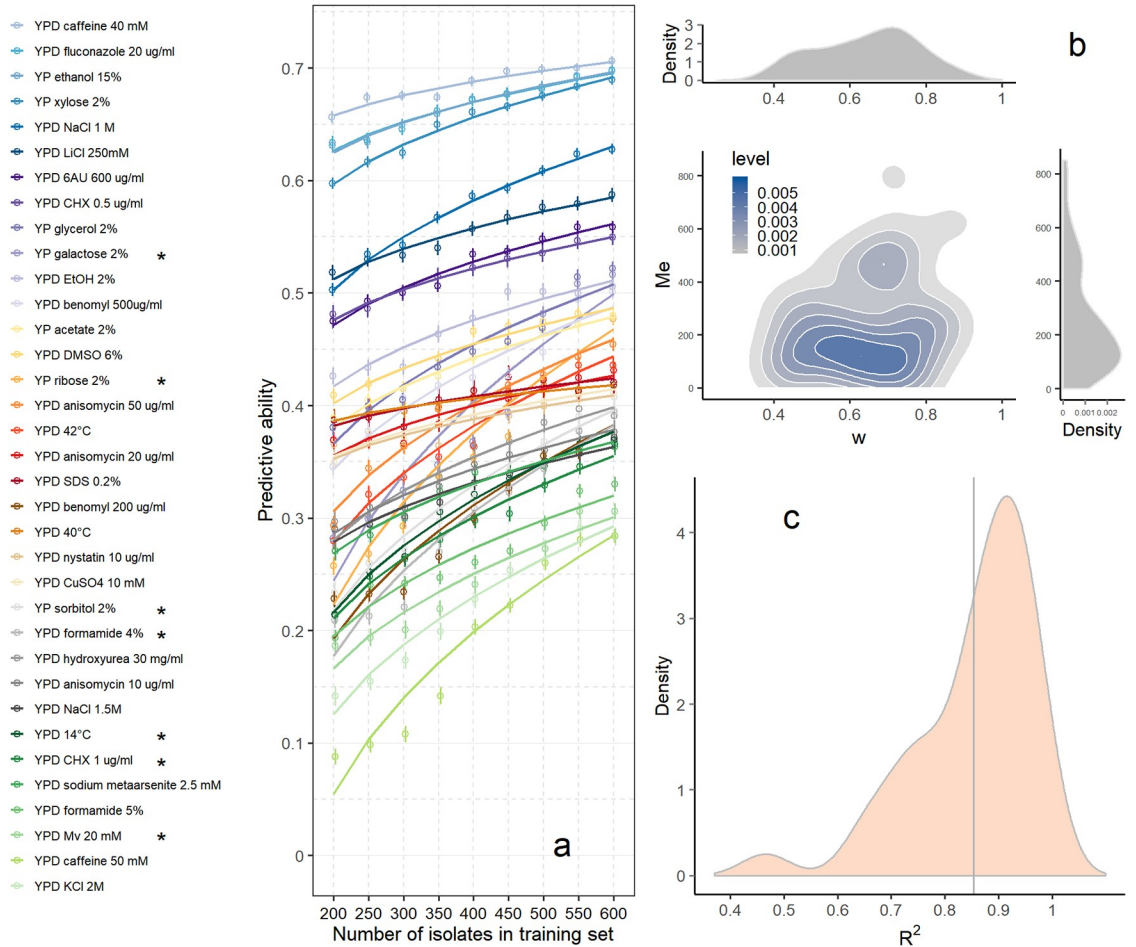 YPD caffeine 40 mM
YPD fluconazole 20 ug/ml
YP ethanol 15%
YP xylose 2%
YPD NaCl 1 M
YPD LiCl 250mM
YPD 6AU 600 ug/ml
YPD CHX 0.5 ug/ml
YP glycerol 2%
YP galactose 2% *
YPD EtOH 2%
YPD benomyl 500ug/ml
YP acetate 2%
YPD DMSO 6%
YP ribose 2% *
YPD anisomycin 50 ug/ml
YPD 42°C
YPD anisomycin 20 ug/ml
YPD SDS 0.2%
YPD benomyl 200 ug/ml
YPD 40°C
YPD nystatin 10 ug/ml
YPD CuSO4 10 mM
YP sorbitol 2% *
YPD formamide 4% *
YPD hydroxyurea 30 mg/ml
YPD anisomycin 10 ug/ml
YPD NaCl 1.5M
YPD 14°C *
YPD CHX 1 ug/ml *
YPD sodium metaarsenite 2.5 mM
YPD formamide 5%
YPD Mv 20 mM *
YPD caffeine 50 mM
YPD KCl 2M
Predictive ability
0.7
0.6
0.5
0.4
0.3
0.2
0.1
0
a
200 250 300 350 400 450 500 550 600
Number of isolates in training set
b
Density
3
2
1
0
0.4 0.6 0.8 1
level
0.005
0.004
0.003
0.002
0.001
Me
800
600
400
200
0
0.4 0.6 0.8 1
w
800
600
400
200
0
0 0.001 0.002
Density
c
Density
4
3
2
1
0
0.4 0.5 0.6 0.7 0.8 0.9 1
R²